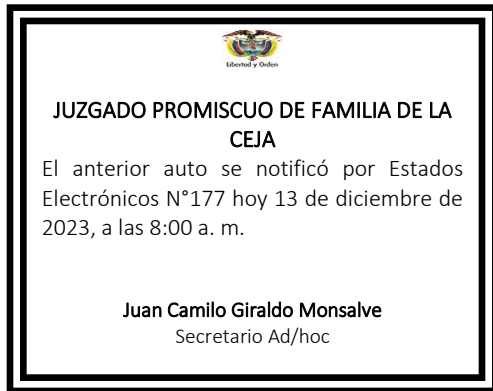 Libertad y Orden
JUZGADO PROMISCUO DE FAMILIA DE LA
CEJA
El anterior auto se notificó por Estados
Electrónicos N°177 hoy 13 de diciembre de
2023, a las 8:00 a. m.
Juan Camilo Giraldo Monsalve
Secretario Ad/hoc